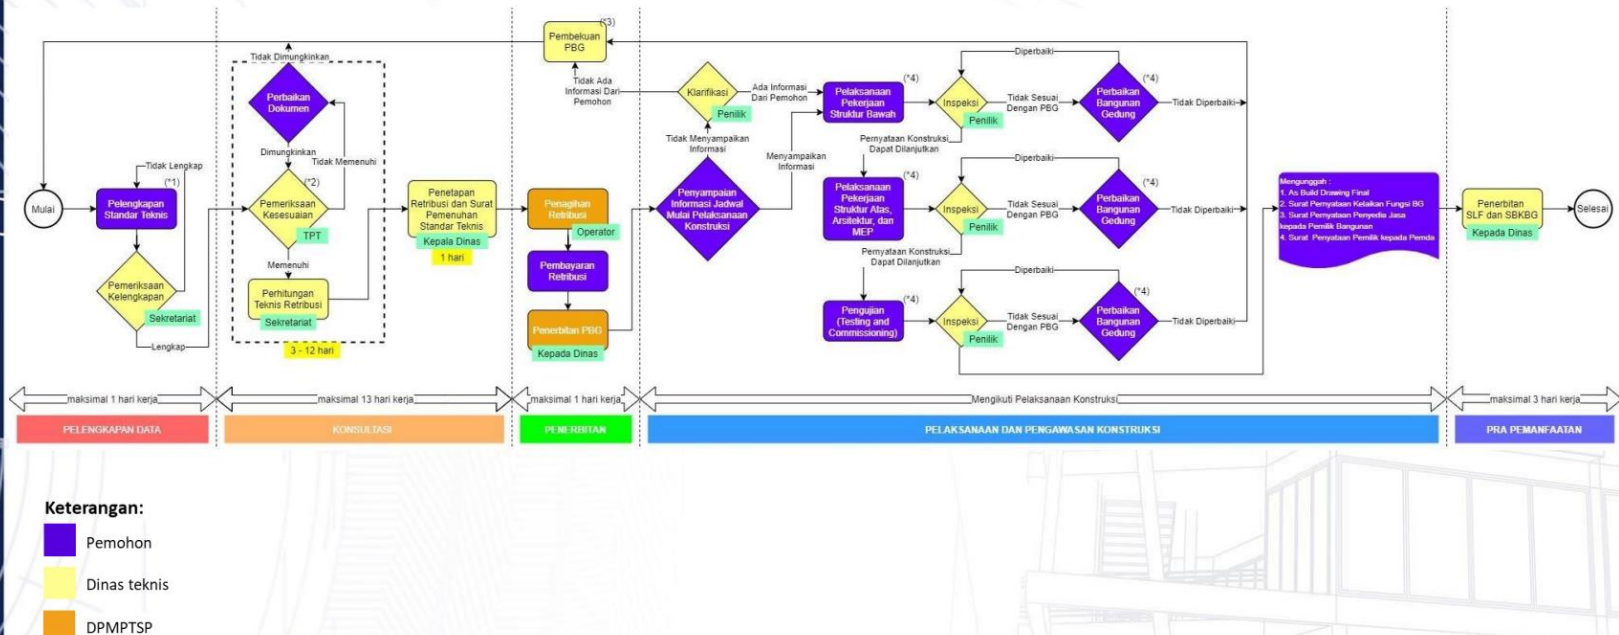 Mulai
Tidak Lengkap
(*1)
Pelengkapan
Standar Teknis
Pemeriksaan
Kelengkapan
Sekretariat
Lengkap
Tidak Dimungkinkan
Perbaikan
Dokumen
Dimungkinkan
Tidak Memenuhi
(*2)
Pemeriksaan
Kesesuaian
TPT
Memenuhi
Perhitungan
Teknis Retribusi
Sekretariat
3 - 12 hari
Penetapan
Retribusi dan Surat
Pemenuhan
Standar Teknis
Kepala Dinas
1 hari
(*3)
Pembekuan
PBG
Tidak Ada
Informasi Dari
Pemohon
Penagihan
Retribusi
Operator
Pembayaran
Retribusi
Penerbitan PBG
Kepada Dinas
Klarifikasi
Penilik
Ada Informasi
Dari Pemohon
Tidak Menyampaikan
Informasi
Menyampaikan
Informasi
Penyampaian
Informasi Jadwal
Mulai Pelaksanaan
Konstruksi
(*4)
Pelaksanaan
Pekerjaan
Struktur Bawah
Inspeksi
Penilik
Diperbaiki
Tidak Sesuai
Dengan PBG
(*4)
Perbaikan
Bangunan
Gedung
Tidak Diperbaiki
Pernyataan Konstruksi
Dapat Dilanjutkan
(*4)
Pelaksanaan
Pekerjaan
Struktur Atas,
Arsitektur, dan
MEP
Inspeksi
Penilik
Diperbaiki
Tidak Sesuai
Dengan PBG
(*4)
Perbaikan
Bangunan
Gedung
Tidak Diperbaiki
Pernyataan Konstruksi
Dapat Dilanjutkan
(*4)
Pengujian
(Testing and
Commissioning)
Inspeksi
Penilik
Diperbaiki
Tidak Sesuai
Dengan PBG
(*4)
Perbaikan
Bangunan
Gedung
Tidak Diperbaiki
Mengunggah :
1. As Build Drawing Final
2. Surat Pernyataan Kelaikan Fungsi BG
3. Surat Pernyataan Penyedia Jasa
kepada Pemilik Bangunan
4. Surat Penyataan Pemilik kepada Pemda
Penerbitan
SLF dan SBKBG
Kepada Dinas
Selesai
maksimal 1 hari kerja
maksimal 13 hari kerja
maksimal 1 hari kerja
Mengikuti Pelaksanaan Konstruksi
maksimal 3 hari kerja
PELENGKAPAN DATA
KONSULTASI
PENERBITAN
PELAKSANAAN DAN PENGAWASAN KONSTRUKSI
PRA PEMANFAATAN
Keterangan:
Pemohon
Dinas teknis
DPMPTSP